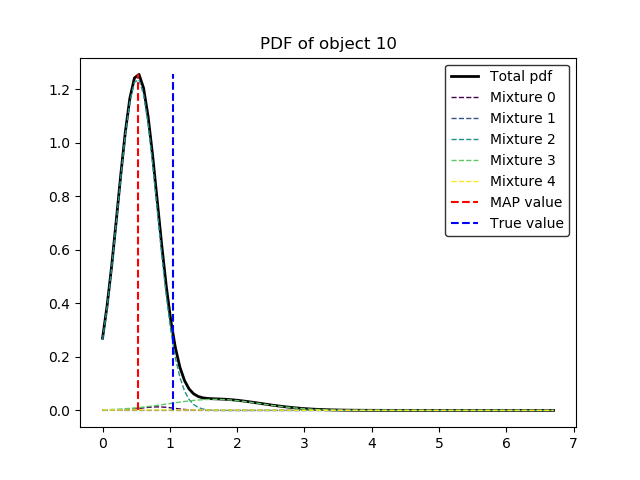 PDF of object 10
Total pdf
Mixture 0
Mixture 1
Mixture 2
Mixture 3
Mixture 4
MAP value
True value
1.2
1.0
0.8
0.6
0.4
0.2
0.0
0 1 2 3 4 5 6 7